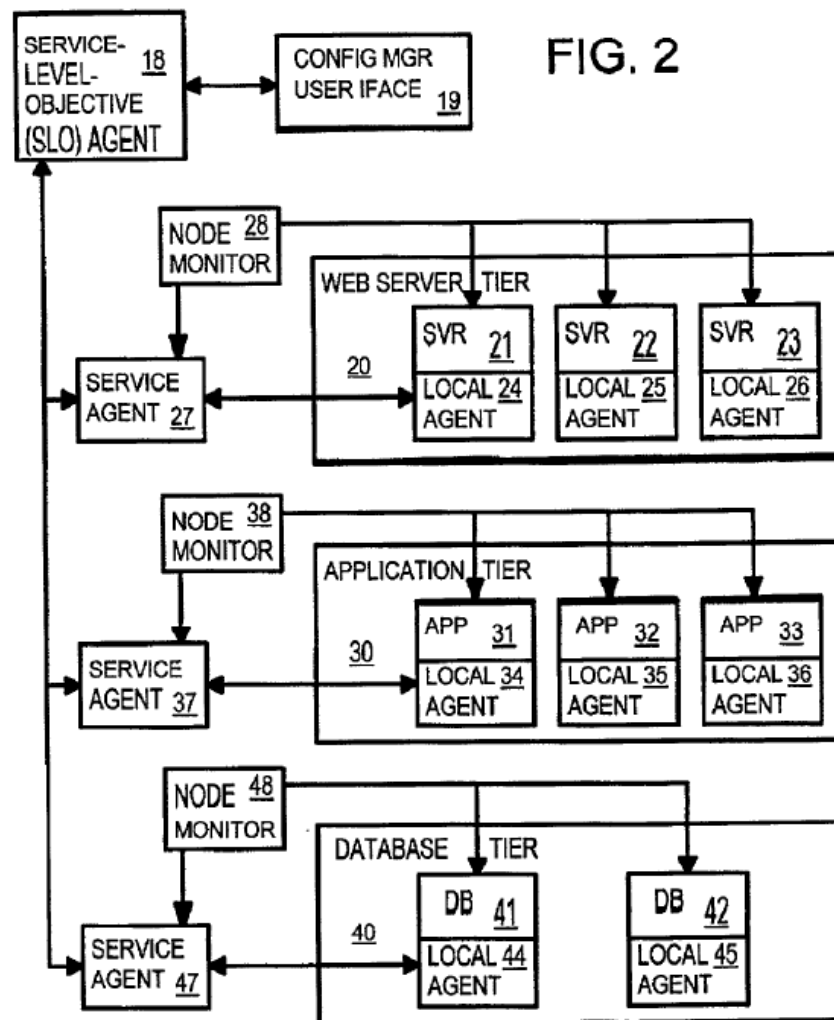 FIG. 2
SERVICE-
LEVEL-
OBJECTIVE
(SLO) AGENT
18
CONFIG MGR
USER IFACE
19
NODE
MONITOR
28
WEB SERVER TIER
SERVICE
AGENT
27
20
SVR
21
LOCAL
AGENT
24
SVR
22
LOCAL
AGENT
25
SVR
23
LOCAL
AGENT
26
NODE
MONITOR
38
APPLICATION TIER
SERVICE
AGENT
37
30
APP
31
LOCAL
AGENT
34
APP
32
LOCAL
AGENT
35
APP
33
LOCAL
AGENT
36
NODE
MONITOR
48
DATABASE TIER
SERVICE
AGENT
47
40
DB
41
LOCAL
AGENT
44
DB
42
LOCAL
AGENT
45